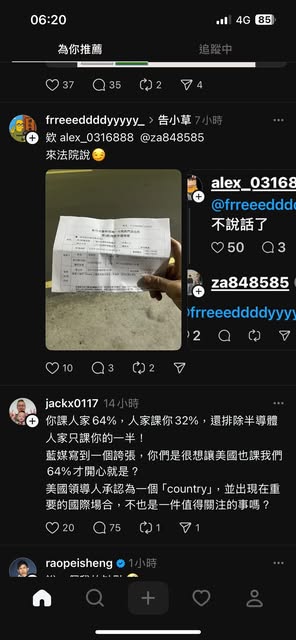 06:20
4G 85
為你推薦
追蹤中
37 35 2 4
frreeeddddyyyyy_ > 告小草 7小時
欸 alex_0316888 @za848585
來法院說😏
alex_0316
@frreeedd
不說話了
50 3
za848585
@frreeeddddyyyyy
2
10 3 2
jackx0117 14小時
你課人家64%，人家課你32%，還排除半導體
人家只課你的一半！
藍媒寫到一個誇張，你們是很想讓美國也課我們
64%才開心就是？
美國領導人承認為一個「country」，並出現在重
要的國際場合，不也是一件值得關注的事嗎？
20 75 1 1
raopeisheng 1小時